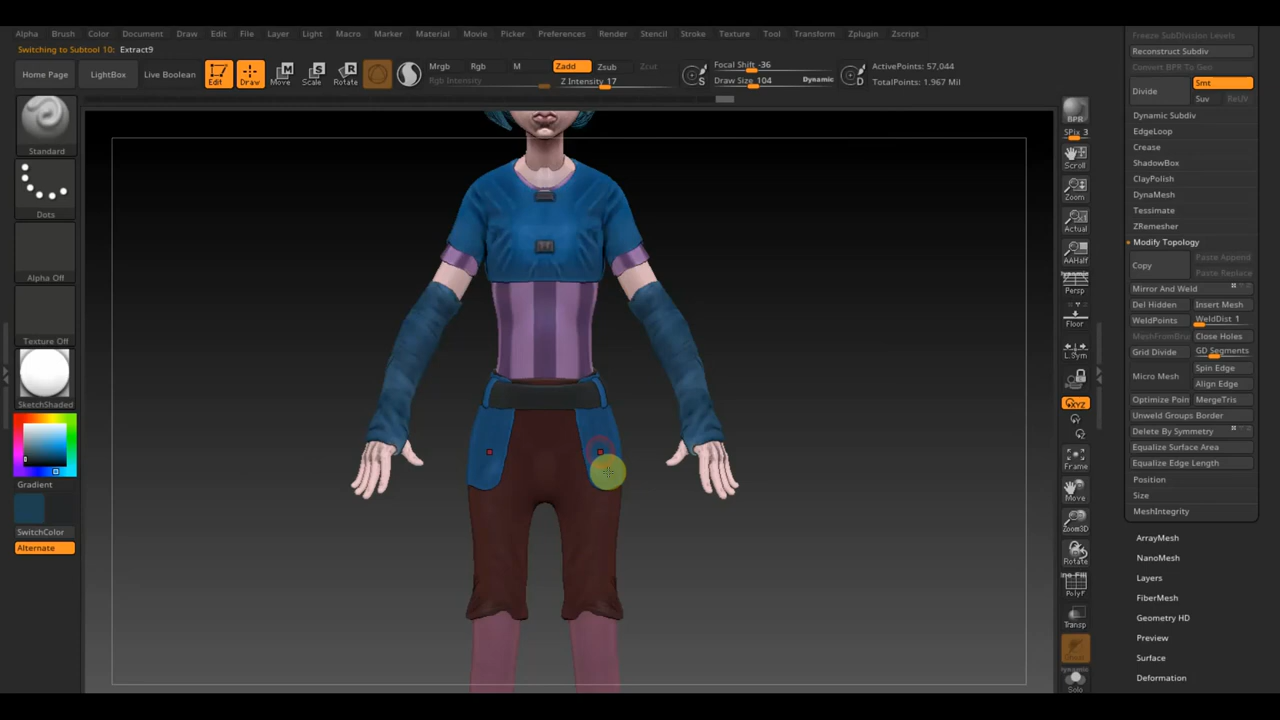 Alpha Brush Color Document Draw Edit File Layer Light Macro Marker Material Movie Picker Preferences Render Stencil Stroke Texture Tool Transform Zplugin Zscript
Switching to Subtool 10: Extract9
Home Page LightBox Live Boolean Edit Draw Move Scale Rotate Mrgb Rgb M Zadd Zsub Zcut Focal Shift -36 ActivePoints: 57,044
Rgb Intensity Z Intensity 17 Draw Size 104 Dynamic TotalPoints: 1.967 Mil
S D
Standard
Dots
Alpha Off
Texture Off
SketchShaded
Gradient
SwitchColor
Alternate
BPR
SPix 3
Scroll
Zoom
Actual
AAHalf
Dynamic
Persp
Floor
L.Sym
XYZ
Y
Z
Frame
Move
Zoom3D
Rotate
Line Fill
PolyF
Transp
Dynamic
Solo
Freeze SubDivision Levels
Reconstruct Subdiv
Convert BPR To Geo
Divide Smt
Suv ReUV
Dynamic Subdiv
EdgeLoop
Crease
ShadowBox
ClayPolish
DynaMesh
Tessimate
ZRemesher
Modify Topology
Copy Paste Append
Paste Replace
Mirror And Weld
Del Hidden Insert Mesh
WeldPoints WeldDist 1
MeshFromBru Close Holes
Grid Divide GD Segments
Micro Mesh Spin Edge
Align Edge
Optimize Poin MergeTris
Unweld Groups Border
Delete By Symmetry
Equalize Surface Area
Equalize Edge Length
Position
Size
MeshIntegrity
ArrayMesh
NanoMesh
Layers
FiberMesh
Geometry HD
Preview
Surface
Deformation